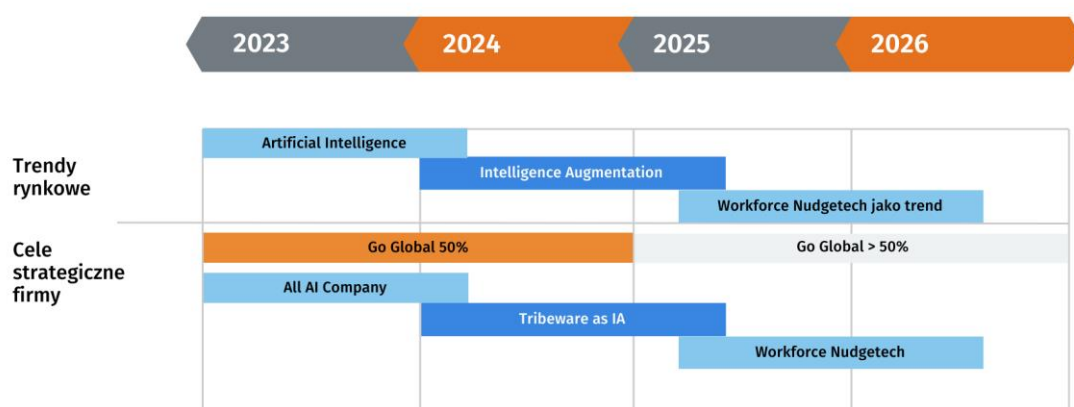 2023
2024
2025
2026
Trendy
rynkowe
Artificial Intelligence
Intelligence Augmentation
Workforce Nudgetech jako trend
Cele
strategiczne
firmy
Go Global 50%
Go Global > 50%
All AI Company
Tribeware as IA
Workforce Nudgetech